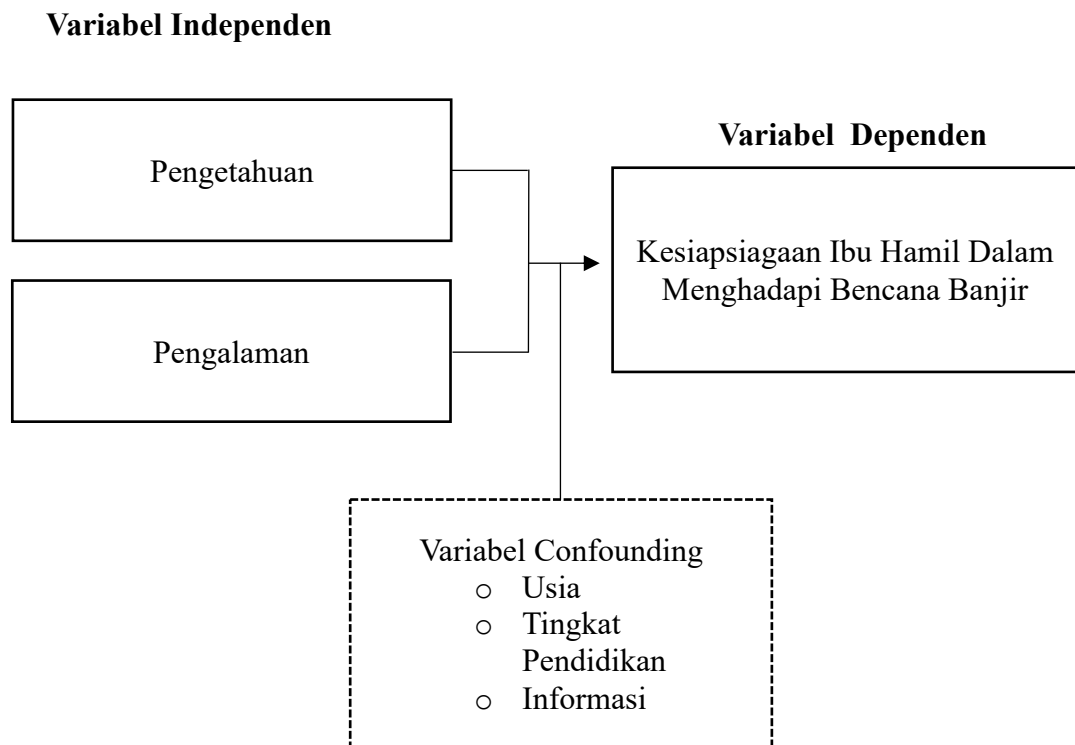 Variabel Independen
Pengetahuan
Pengalaman
Variabel  Dependen
Kesiapsiagaan Ibu Hamil Dalam
Menghadapi Bencana Banjir
Variabel Confounding
o Usia
o Tingkat
Pendidikan
o Informasi